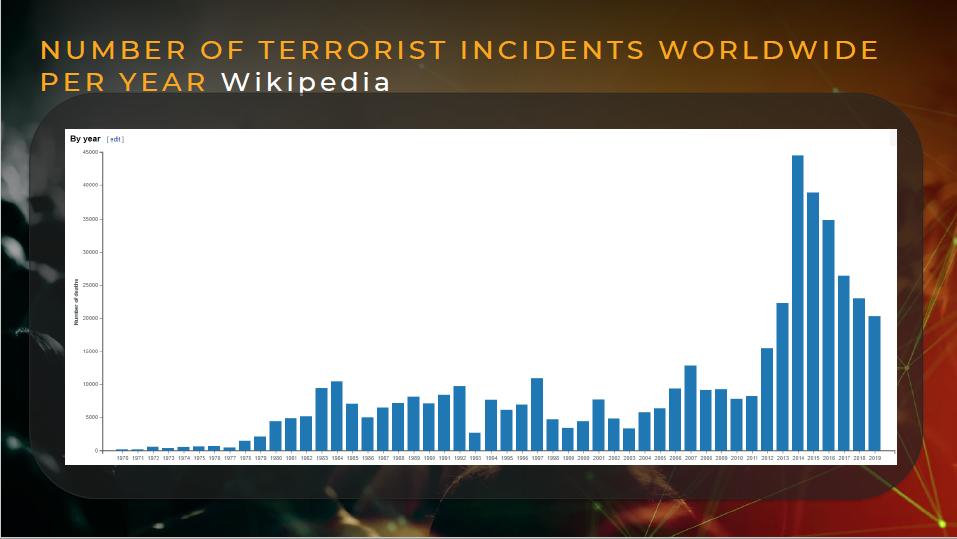 NUMBER OF TERRORIST INCIDENTS WORLDWIDE
PER YEAR Wikipedia
By year [ edit ]
45000
40000
35000
30000
25000
20000
15000
10000
5000
0
Number of deaths
1970 1971 1972 1973 1974 1975 1976 1977 1978 1979 1980 1981 1982 1983 1984 1985 1986 1987 1988 1989 1990 1991 1992 1993 1994 1995 1996 1997 1998 1999 2000 2001 2002 2003 2004 2005 2006 2007 2008 2009 2010 2011 2012 2013 2014 2015 2016 2017 2018 2019